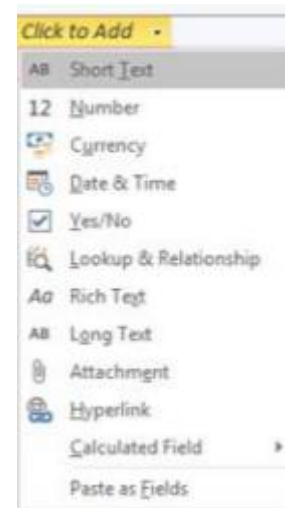 Click to Add
AB Short Text
12 Number
Currency
Date & Time
Yes/No
Lookup & Relationship
Aa Rich Text
AB Long Text
Attachment
Hyperlink
Calculated Field
Paste as Fields